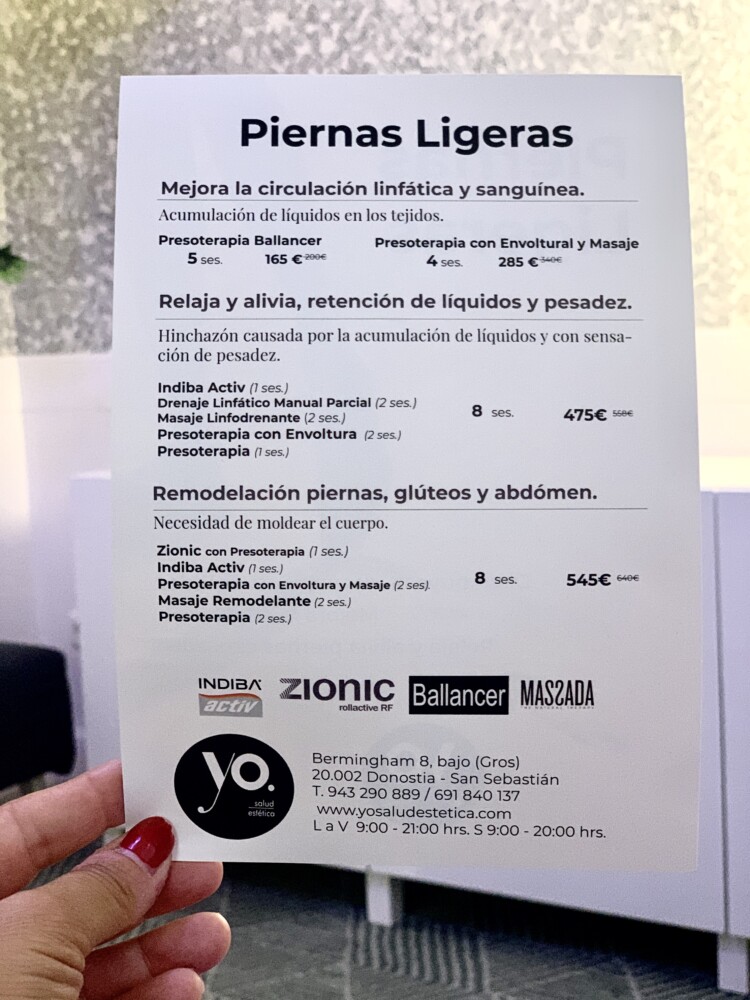 Piernas Ligeras
Mejora la circulación linfática y sanguínea.
Acumulación de líquidos en los tejidos.
Presoterapia Ballancer Presoterapia con Envoltural y Masaje
5 ses. 165 € 200€ 4 ses. 285 € 340€
Relaja y alivia, retención de líquidos y pesadez.
Hinchazón causada por la acumulación de líquidos y con sensa-
ción de pesadez.
Indiba Activ (1 ses.)
Drenaje Linfático Manual Parcial (2 ses.)
Masaje Linfodrenante (2 ses.) 8 ses. 475€ 558€
Presoterapia con Envoltura (2 ses.)
Presoterapia (1 ses.)
Remodelación piernas, glúteos y abdómen.
Necesidad de moldear el cuerpo.
Zionic con Presoterapia (1 ses.)
Indiba Activ (1 ses.)
Presoterapia con Envoltura y Masaje (2 ses). 8 ses. 545€ 640€
Masaje Remodelante (2 ses.)
Presoterapia (2 ses.)
INDIBA activ ZIONIC rollactive RF Ballancer MASSADA
yo.
salud
estética
Bermingham 8, bajo (Gros)
20.002 Donostia - San Sebastián
T. 943 290 889 / 691 840 137
www.yosaludestetica.com
L a V 9:00 - 21:00 hrs. S 9:00 - 20:00 hrs.